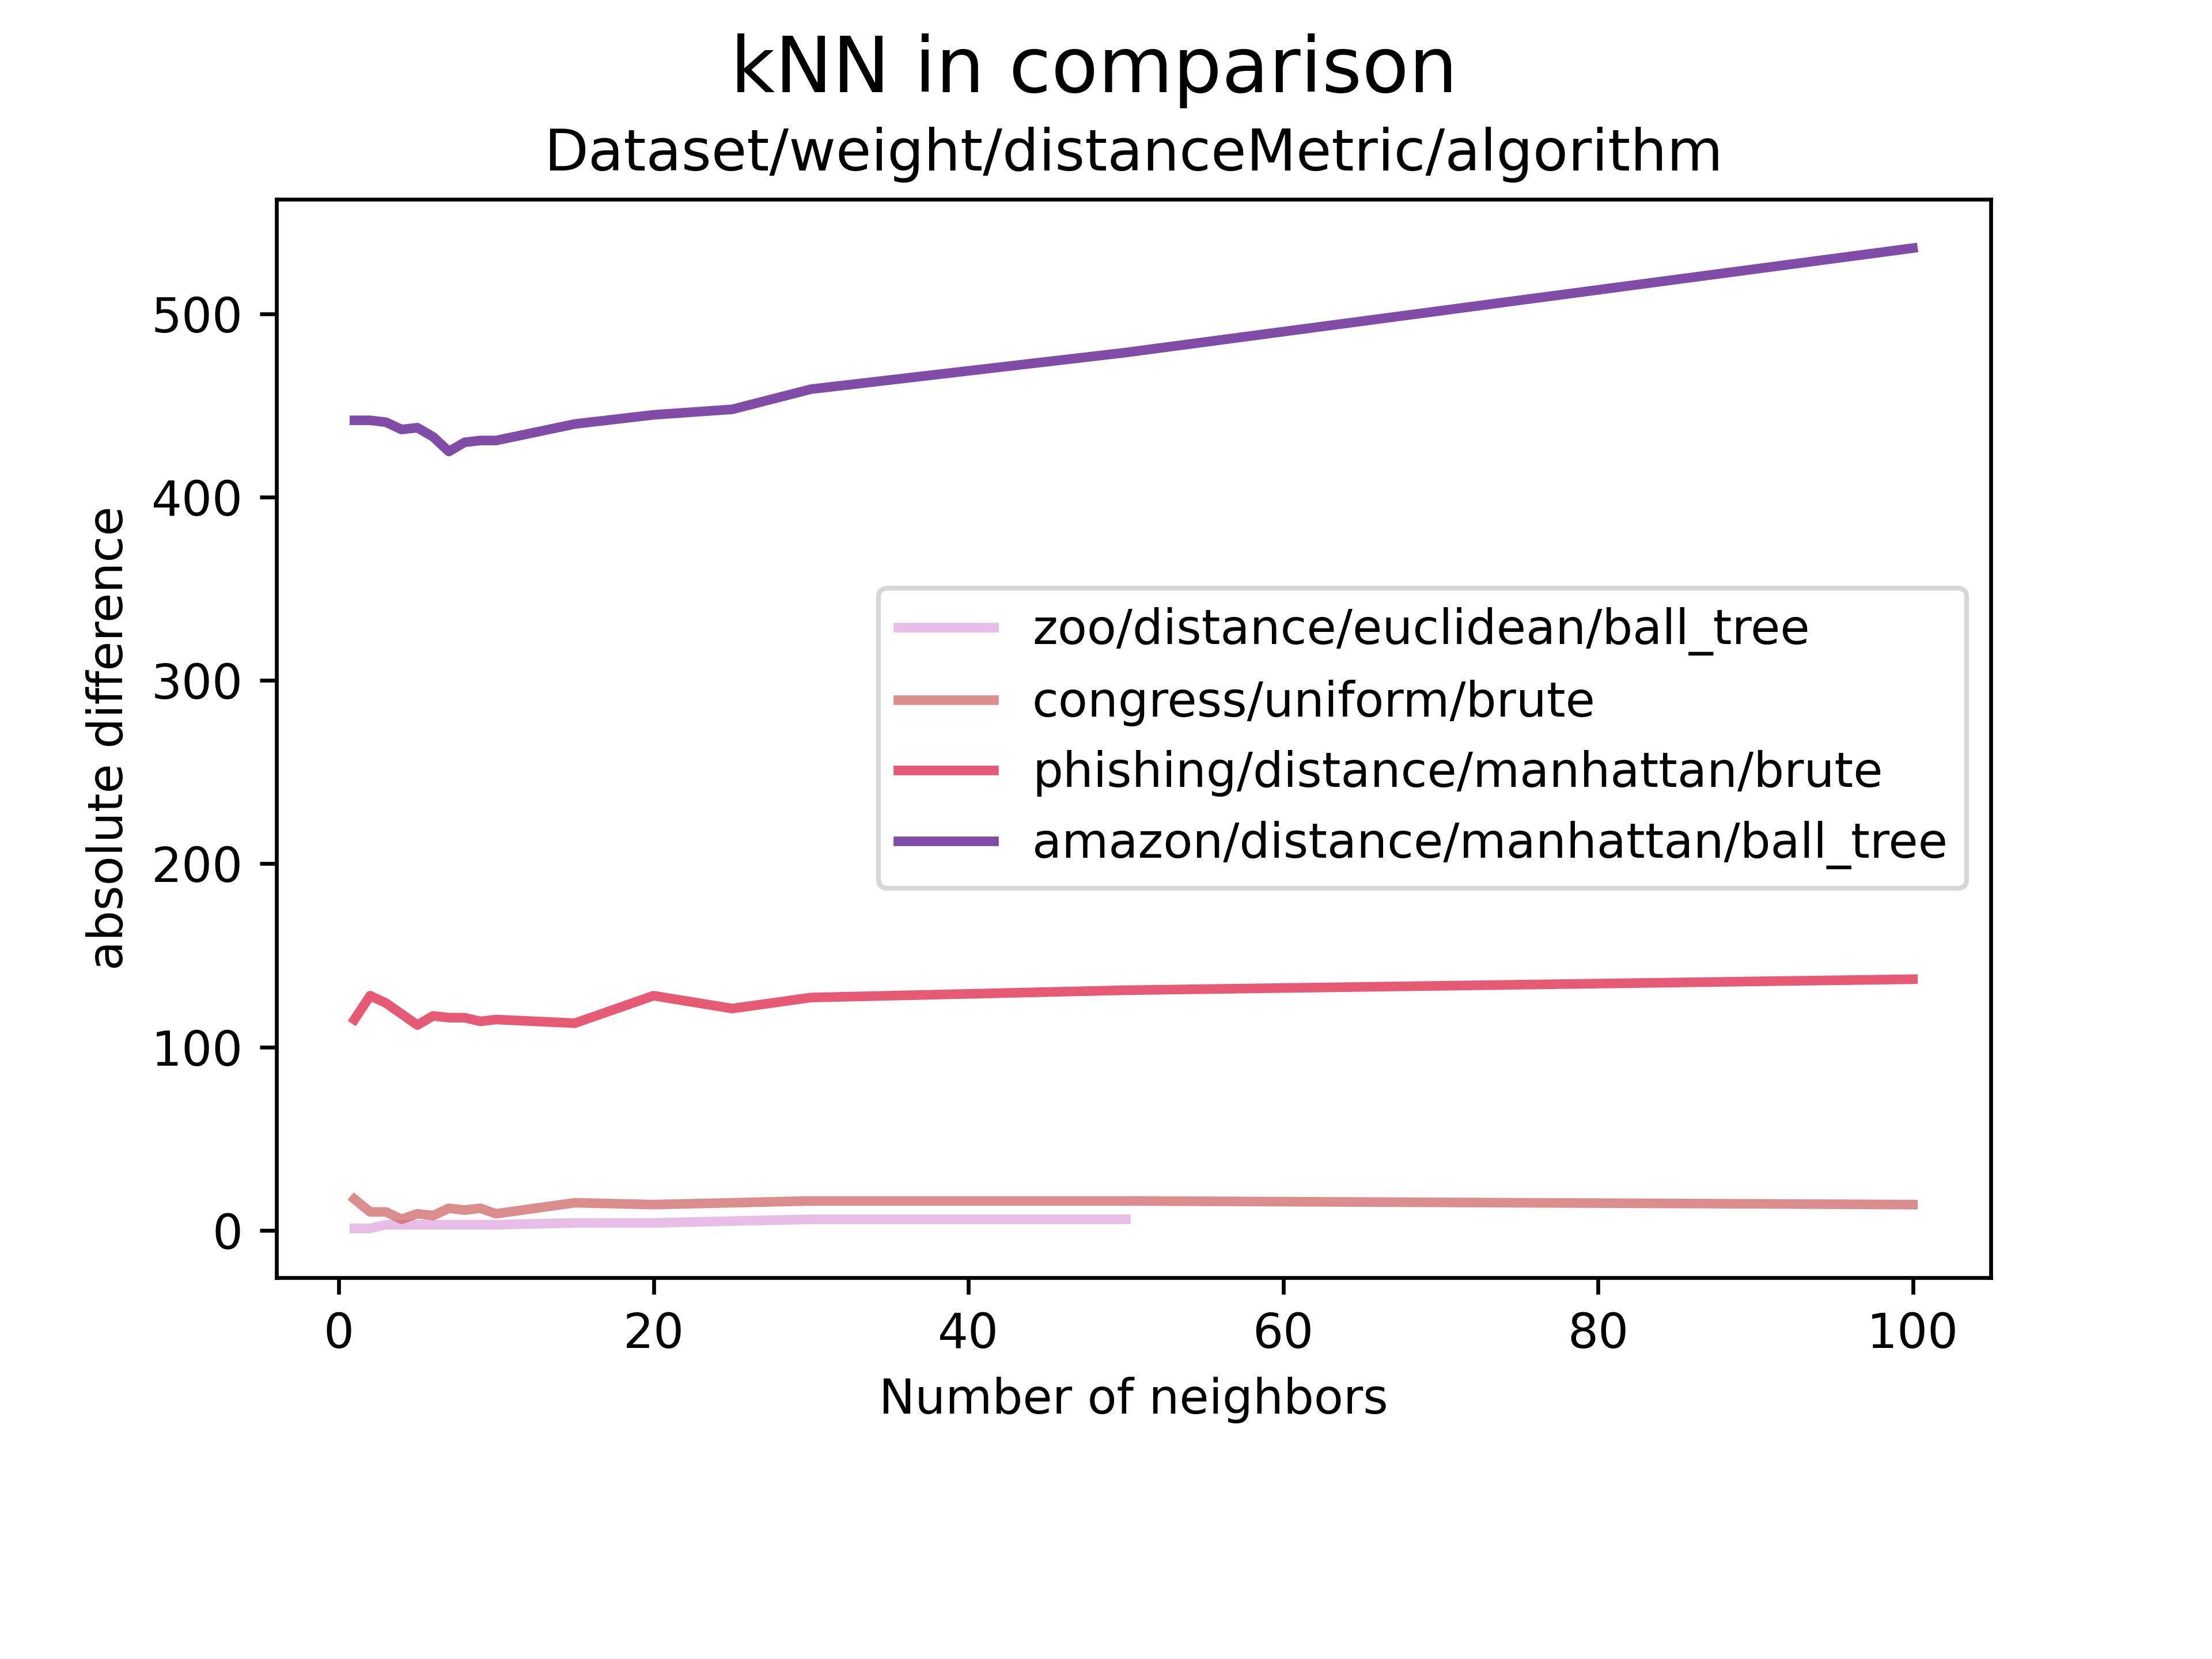 kNN in comparison
Dataset/weight/distanceMetric/algorithm
absolute difference
500
400
300
200
100
0
zoo/distance/euclidean/ball_tree
congress/uniform/brute
phishing/distance/manhattan/brute
amazon/distance/manhattan/ball_tree
0 20 40 60 80 100
Number of neighbors